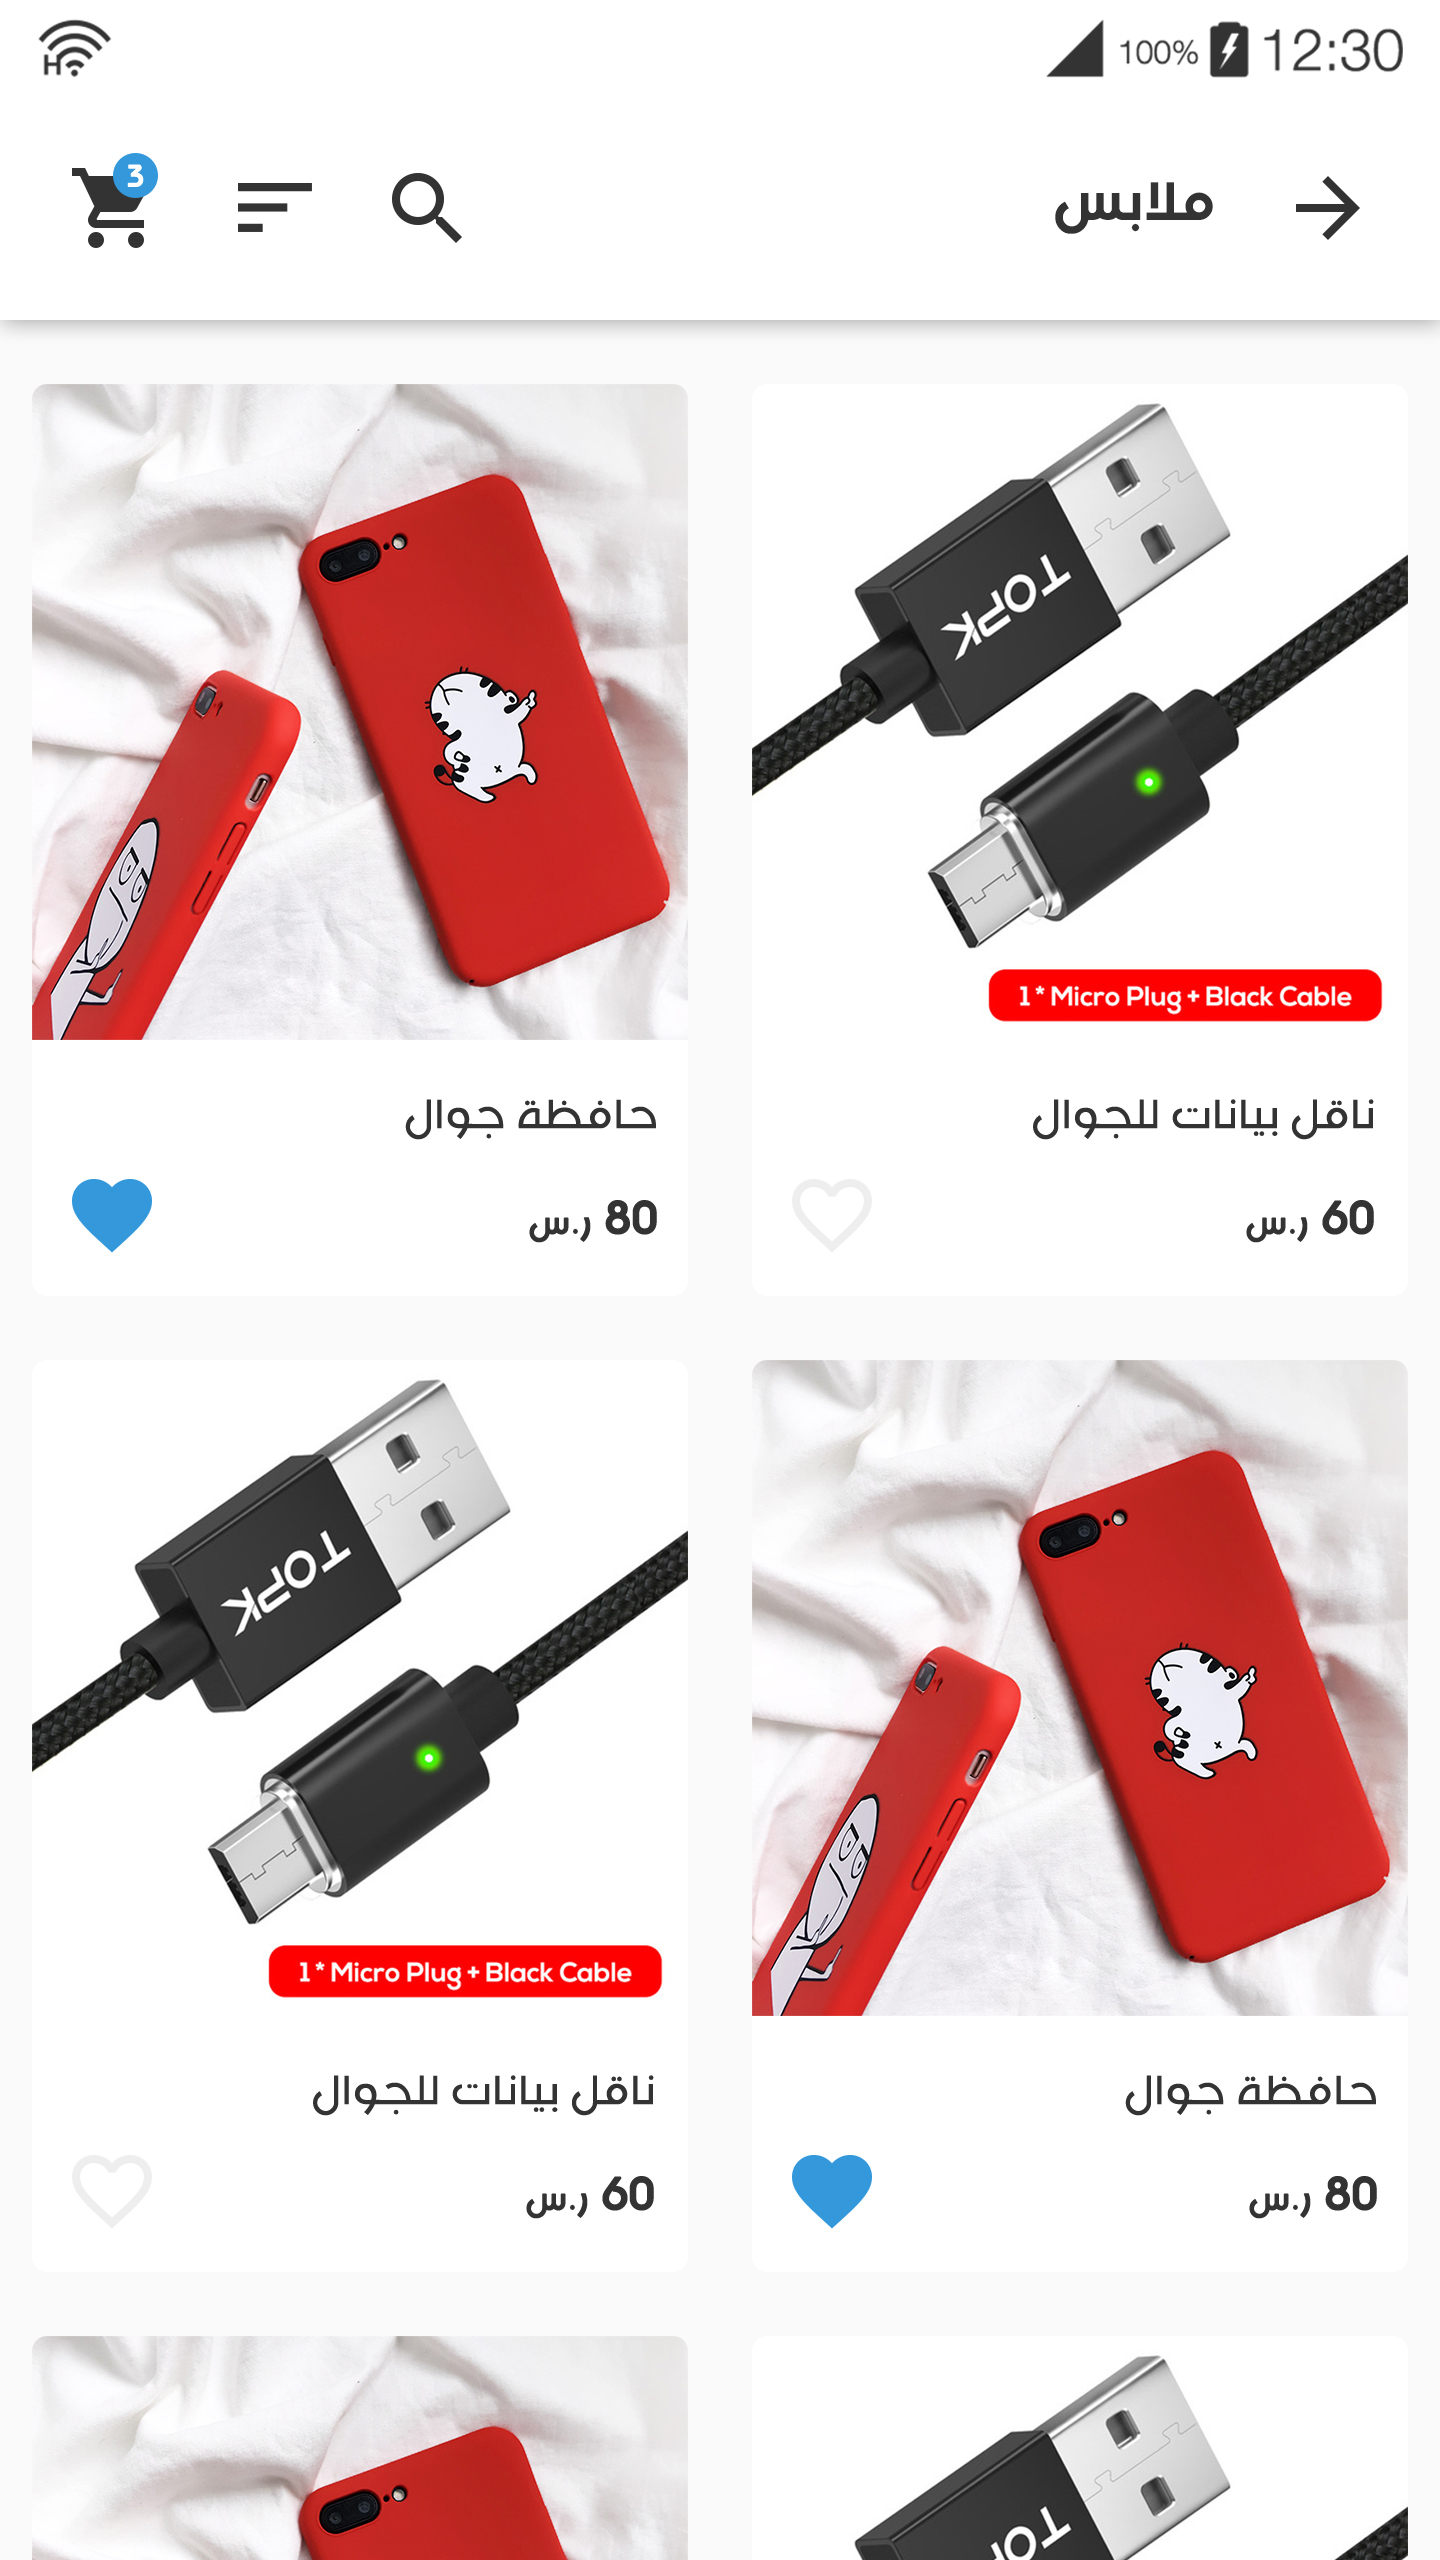 H 100% 12:30
ملابس
3
TOPK
1* Micro Plug + Black Cable
ناقل بيانات للجوال
60 ر.س
حافظة جوال
80 ر.س
حافظة جوال
80 ر.س
TOPK
1* Micro Plug + Black Cable
ناقل بيانات للجوال
60 ر.س